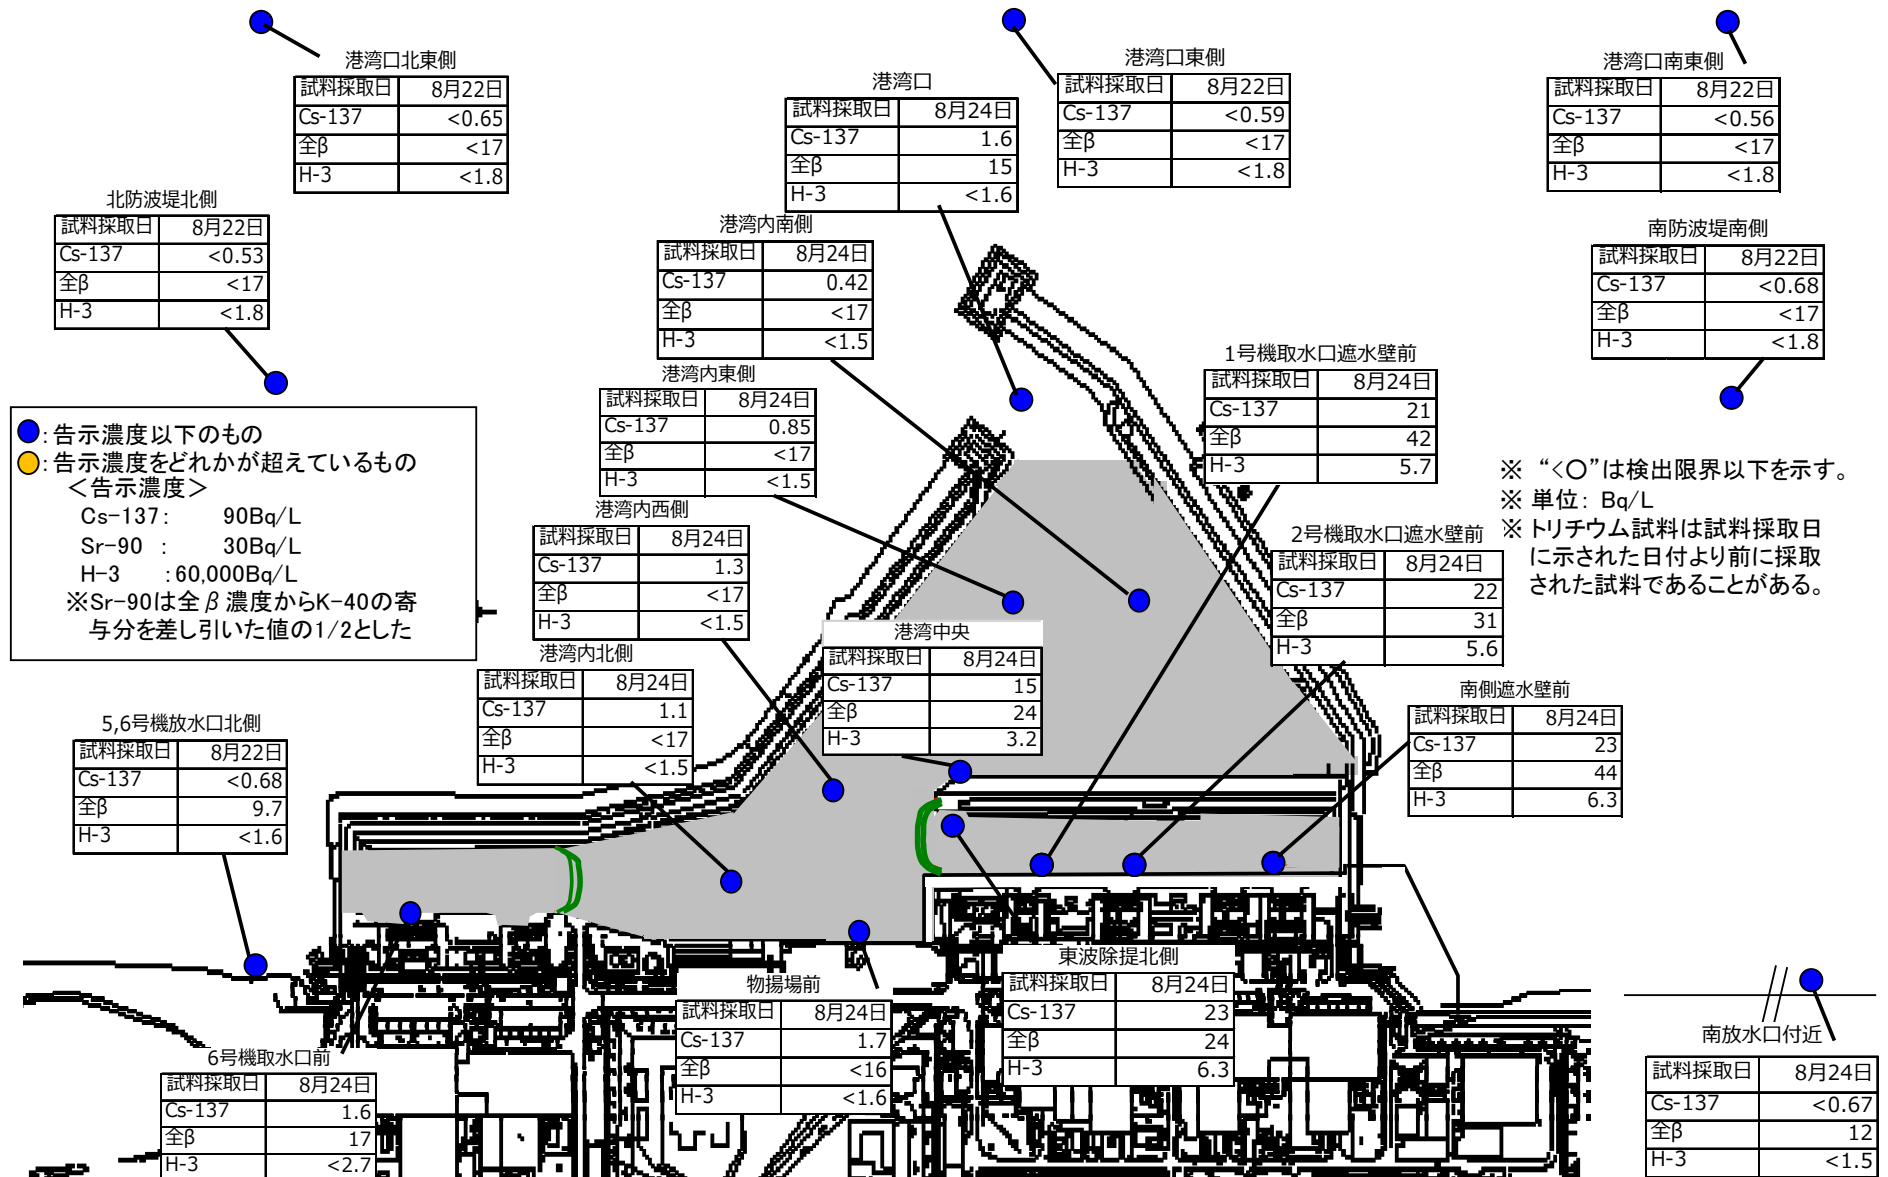 港湾口北東側
試料採取日 8月22日
Cs-137 <0.65
全β <17
H-3 <1.8
港湾口
試料採取日 8月24日
Cs-137 1.6
全β 15
H-3 <1.6
港湾口東側
試料採取日 8月22日
Cs-137 <0.59
全β <17
H-3 <1.8
港湾口南東側
試料採取日 8月22日
Cs-137 <0.56
全β <17
H-3 <1.8
北防波堤北側
試料採取日 8月22日
Cs-137 <0.53
全β <17
H-3 <1.8
港湾内南側
試料採取日 8月24日
Cs-137 0.42
全β <17
H-3 <1.5
南防波堤南側
試料採取日 8月22日
Cs-137 <0.68
全β <17
H-3 <1.8
港湾内東側
試料採取日 8月24日
Cs-137 0.85
全β <17
H-3 <1.5
1号機取水口遮水壁前
試料採取日 8月24日
Cs-137 21
全β 42
H-3 5.7
:告示濃度以下のもの
:告示濃度をどれかが超えているもの
<告示濃度>
Cs-137: 90Bq/L
Sr-90 : 30Bq/L
H-3 :60,000Bq/L
※Sr-90は全β濃度からK-40の寄
与分を差し引いた値の1/2とした
※ “<〇”は検出限界以下を示す。
※ 単位: Bq/L
※ トリチウム試料は試料採取日
に示された日付より前に採取
された試料であることがある。
港湾内西側
試料採取日 8月24日
Cs-137 1.3
全β <17
H-3 <1.5
2号機取水口遮水壁前
試料採取日 8月24日
Cs-137 22
全β 31
H-3 5.6
港湾中央
試料採取日 8月24日
Cs-137 15
全β 24
H-3 3.2
港湾内北側
試料採取日 8月24日
Cs-137 1.1
全β <17
H-3 <1.5
南側遮水壁前
試料採取日 8月24日
Cs-137 23
全β 44
H-3 6.3
5,6号機放水口北側
試料採取日 8月22日
Cs-137 <0.68
全β 9.7
H-3 <1.6
東波除提北側
試料採取日 8月24日
Cs-137 23
全β 24
H-3 6.3
物揚場前
試料採取日 8月24日
Cs-137 1.7
全β <16
H-3 <1.6
6号機取水口前
試料採取日 8月24日
Cs-137 1.6
全β 17
H-3 <2.7
南放水口付近
試料採取日 8月24日
Cs-137 <0.67
全β 12
H-3 <1.5